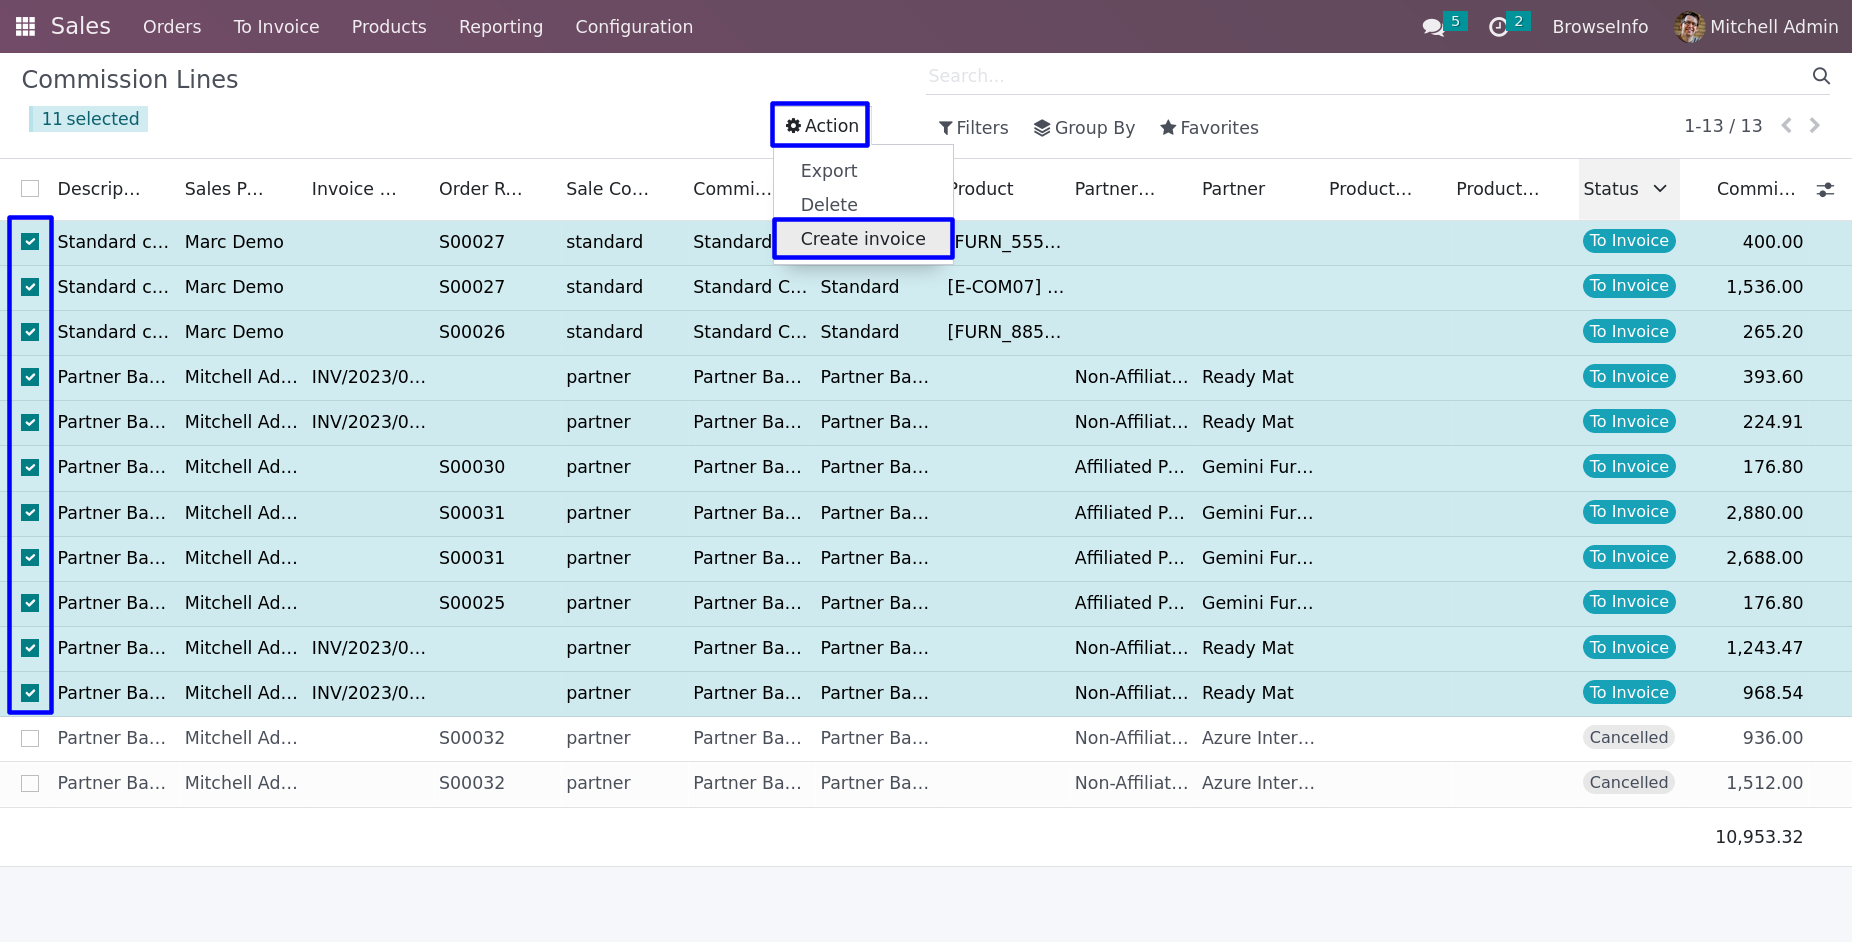 Sales Orders To Invoice Products Reporting Configuration 5 2 BrowseInfo Mitchell Admin
Commission Lines
Search...
11 selected
Action
Filters Group By Favorites 1-13 / 13
Export
Delete
Create invoice
Descrip... Sales P... Invoice ... Order R... Sale Co... Commi... Product Partner... Partner Product... Product... Status Commi...
Standard c... Marc Demo S00027 standard Standard [FURN_555... To Invoice 400.00
Standard c... Marc Demo S00027 standard Standard C... Standard [E-COM07] ... To Invoice 1,536.00
Standard c... Marc Demo S00026 standard Standard C... Standard [FURN_885... To Invoice 265.20
Partner Ba... Mitchell Ad... INV/2023/0... partner Partner Ba... Partner Ba... Non-Affiliat... Ready Mat To Invoice 393.60
Partner Ba... Mitchell Ad... INV/2023/0... partner Partner Ba... Partner Ba... Non-Affiliat... Ready Mat To Invoice 224.91
Partner Ba... Mitchell Ad... S00030 partner Partner Ba... Partner Ba... Affiliated P... Gemini Fur... To Invoice 176.80
Partner Ba... Mitchell Ad... S00031 partner Partner Ba... Partner Ba... Affiliated P... Gemini Fur... To Invoice 2,880.00
Partner Ba... Mitchell Ad... S00031 partner Partner Ba... Partner Ba... Affiliated P... Gemini Fur... To Invoice 2,688.00
Partner Ba... Mitchell Ad... S00025 partner Partner Ba... Partner Ba... Affiliated P... Gemini Fur... To Invoice 176.80
Partner Ba... Mitchell Ad... INV/2023/0... partner Partner Ba... Partner Ba... Non-Affiliat... Ready Mat To Invoice 1,243.47
Partner Ba... Mitchell Ad... INV/2023/0... partner Partner Ba... Partner Ba... Non-Affiliat... Ready Mat To Invoice 968.54
Partner Ba... Mitchell Ad... S00032 partner Partner Ba... Partner Ba... Non-Affiliat... Azure Inter... Cancelled 936.00
Partner Ba... Mitchell Ad... S00032 partner Partner Ba... Partner Ba... Non-Affiliat... Azure Inter... Cancelled 1,512.00
10,953.32